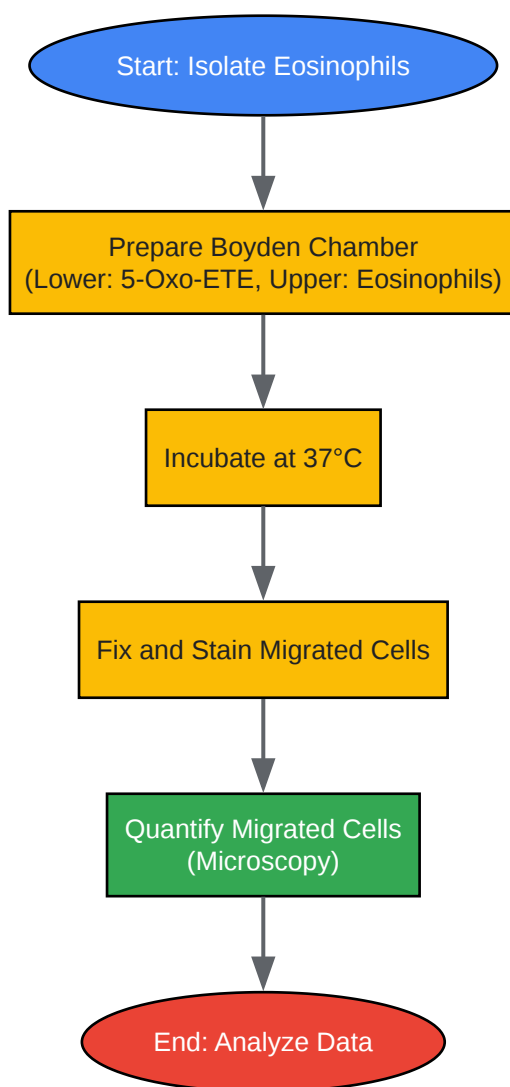 Start: Isolate Eosinophils
Prepare Boyden Chamber
(Lower: 5-Oxo-ETE, Upper: Eosinophils)
Incubate at 37°C
Fix and Stain Migrated Cells
Quantify Migrated Cells
(Microscopy)
End: Analyze Data